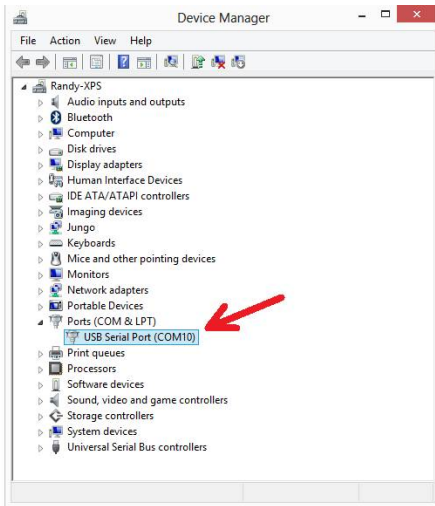 Device Manager
File Action View Help
Randy-XPS
Audio inputs and outputs
Bluetooth
Computer
Disk drives
Display adapters
Human Interface Devices
IDE ATA/ATAPI controllers
Imaging devices
Jungo
Keyboards
Mice and other pointing devices
Monitors
Network adapters
Portable Devices
Ports (COM & LPT)
USB Serial Port (COM10)
Print queues
Processors
Software devices
Sound, video and game controllers
Storage controllers
System devices
Universal Serial Bus controllers